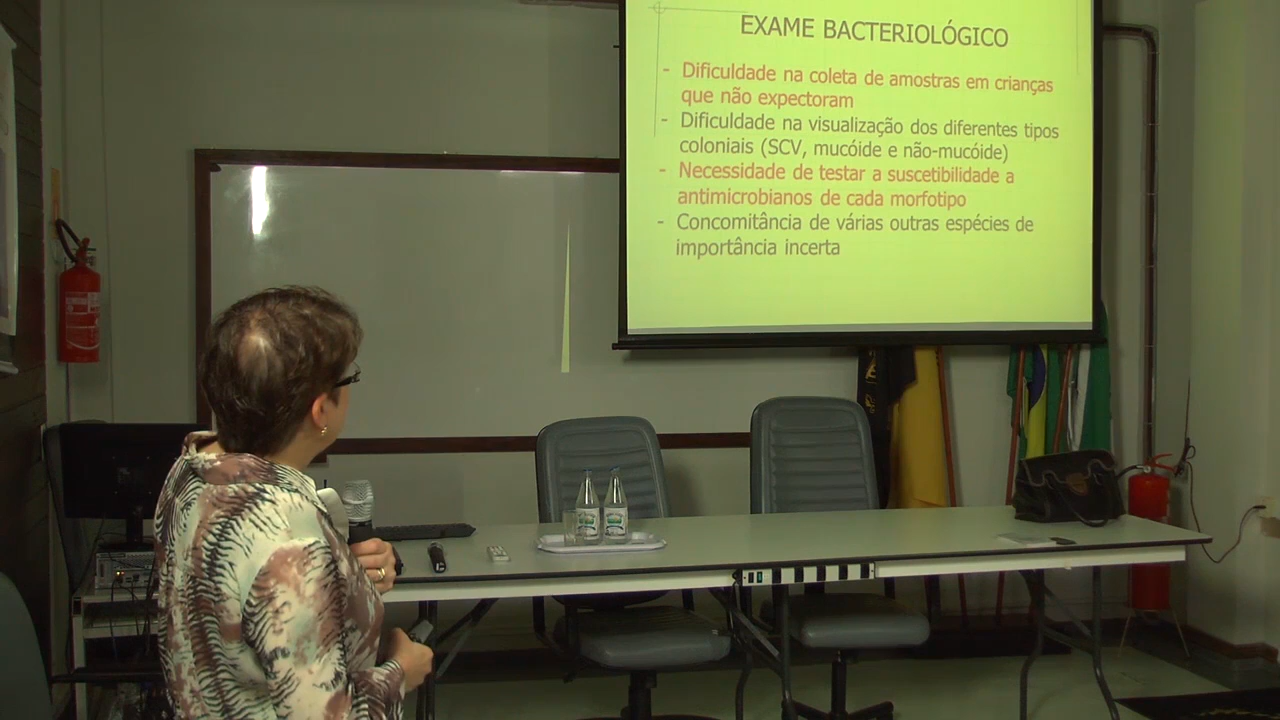 EXAME BACTERIOLÓGICO
- Dificuldade na coleta de amostras em crianças
que não expectoram
- Dificuldade na visualização dos diferentes tipos
coloniais (SCV, mucóide e não-mucóide)
- Necessidade de testar a suscetibilidade a
antimicrobianos de cada morfotipo
- Concomitância de várias outras espécies de
importância incerta